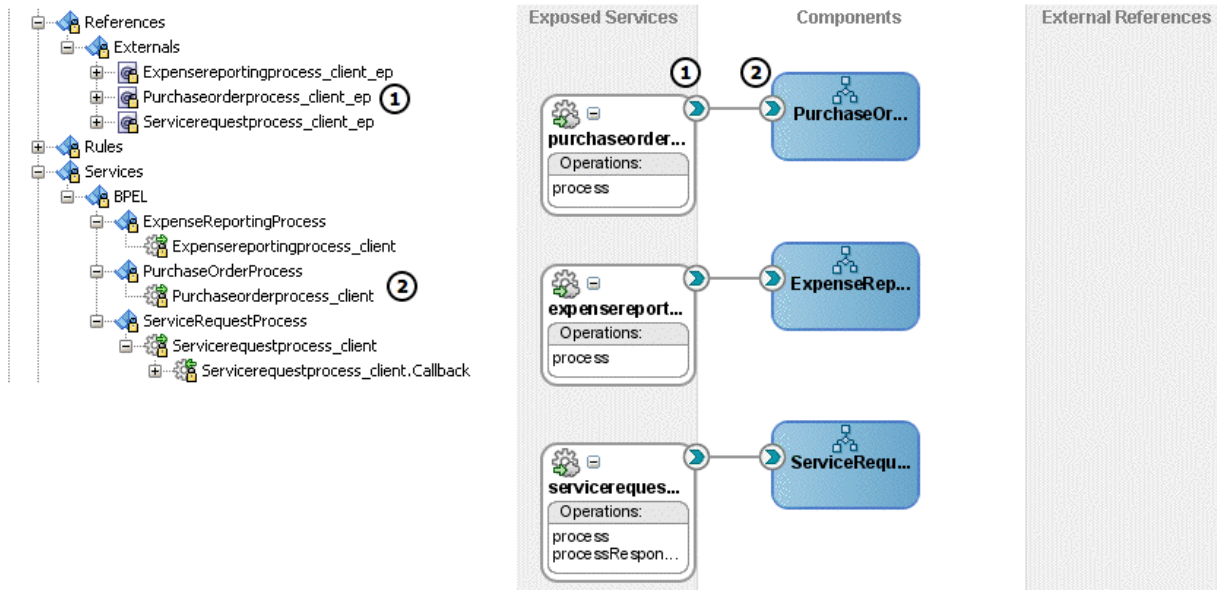 References
Externals
Expensereportingprocess_client_ep
Purchaseorderprocess_client_ep 1
Servicerequestprocess_client_ep
Rules
Services
BPEL
ExpenseReportingProcess
Expensereportingprocess_client
PurchaseOrderProcess
Purchaseorderprocess_client 2
ServiceRequestProcess
Servicerequestprocess_client
Servicerequestprocess_client.Callback
Exposed Services
Components
External References
1
2
purchaseorder...
Operations:
process
PurchaseOr...
expensereport...
Operations:
process
ExpenseRep...
servicereques...
Operations:
process
processRespon...
ServiceRequ...